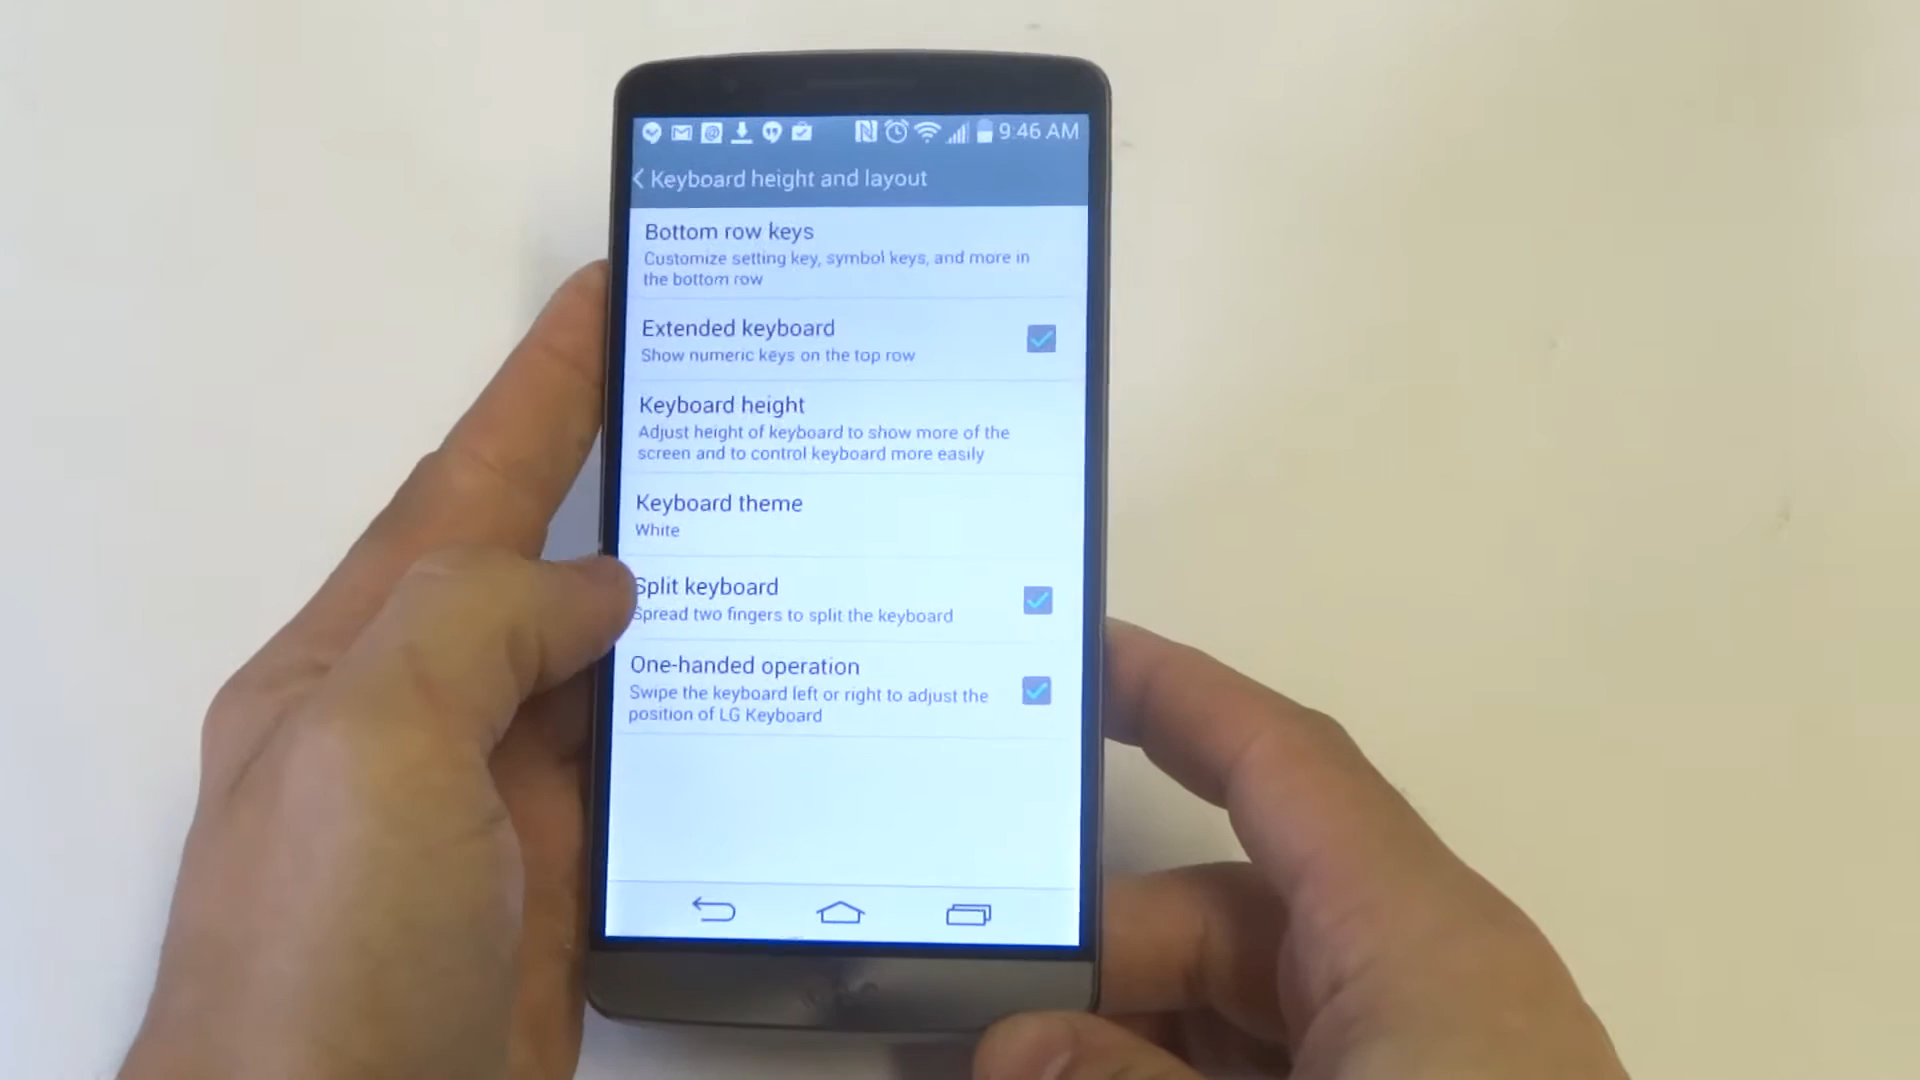 9:46 AM
Keyboard height and layout
Bottom row keys
Customize setting key, symbol keys, and more in
the bottom row
Extended keyboard
Show numeric keys on the top row
Keyboard height
Adjust height of keyboard to show more of the
screen and to control keyboard more easily
Keyboard theme
White
Split keyboard
Spread two fingers to split the keyboard
One-handed operation
Swipe the keyboard left or right to adjust the
position of LG Keyboard
LG